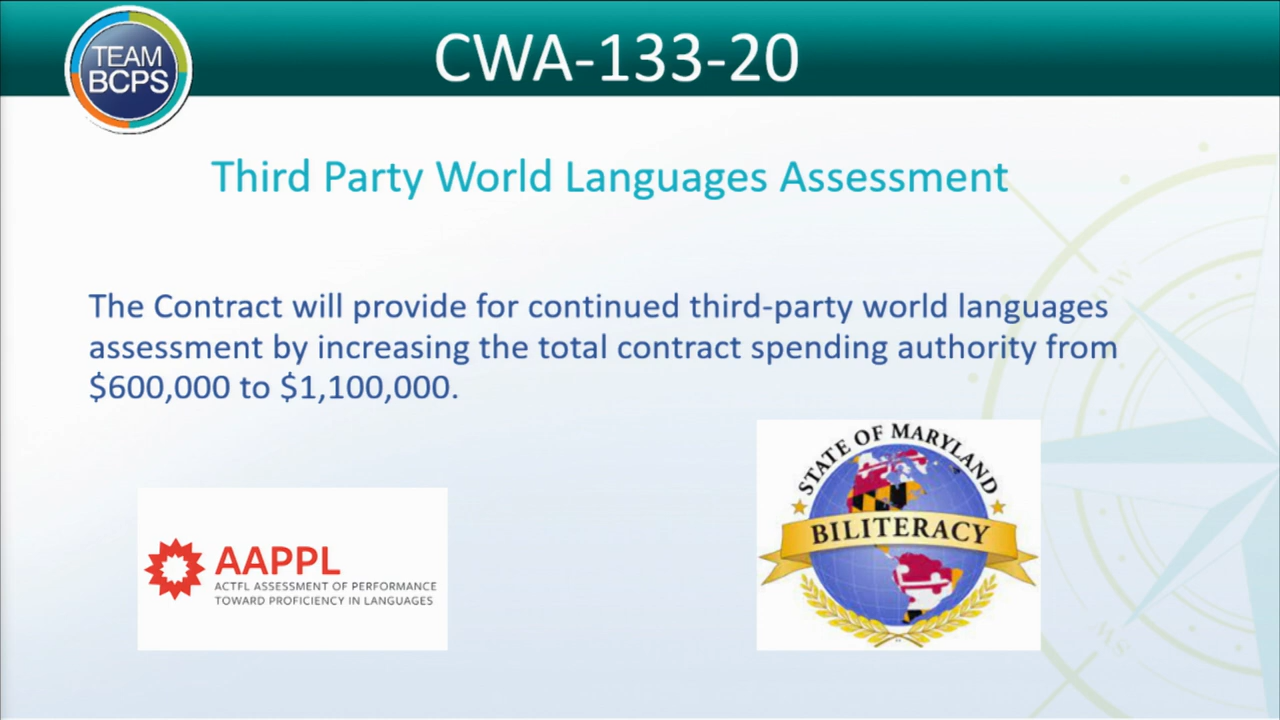 TEAM
BCPS
CWA-133-20
Third Party World Languages Assessment
The Contract will provide for continued third-party world languages
assessment by increasing the total contract spending authority from
$600,000 to $1,100,000.
STATE OF MARYLAND
BILITERACY
AAPPL
ACTFL ASSESSMENT OF PERFORMANCE
TOWARD PROFICIENCY IN LANGUAGES